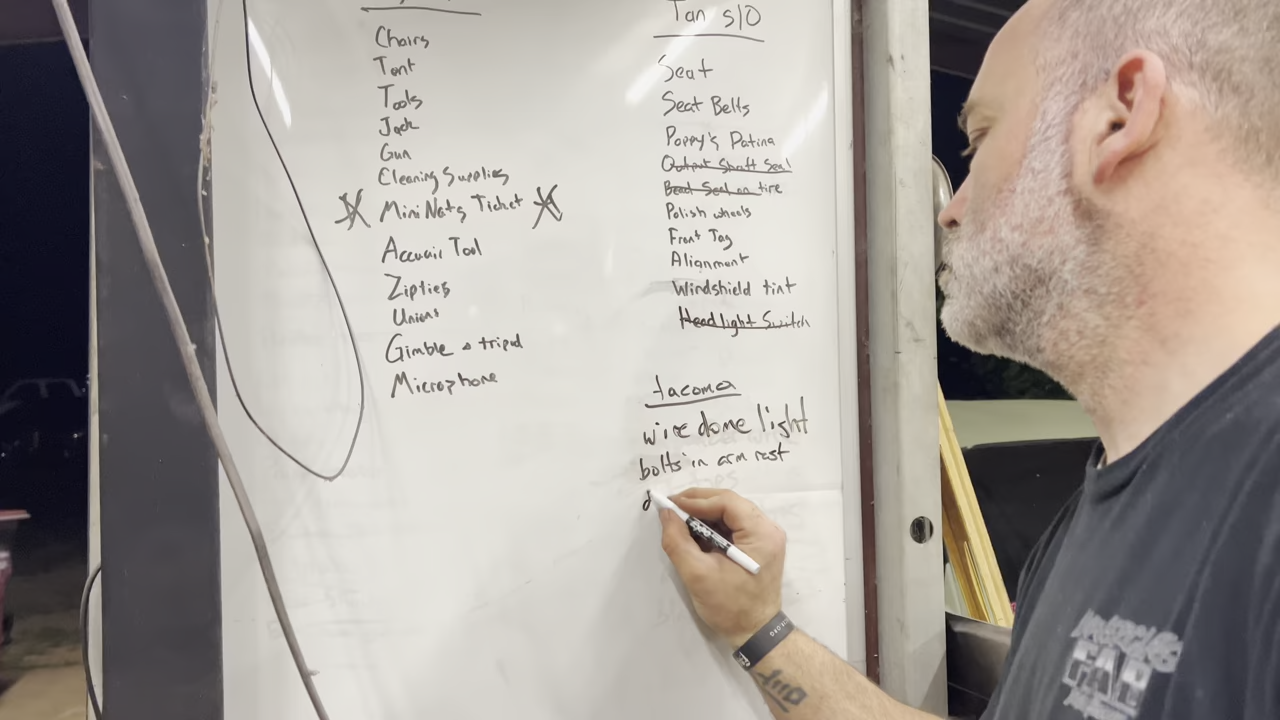 Chairs
Tent
Tools
Jack
Gun
Cleaning Supplies
Mini Nats Ticket
Accuair Tool
Zipties
Unions
Gimble & tripod
Microphone
Tan S/O
Seat
Seat Belts
Poppy's Patina
Output Shaft Seal
Bead Seal on tire
Polish wheels
Front Tag
Alignment
Windshield tint
Headlight Switch
tacoma
wire dome light
bolts in arm rest